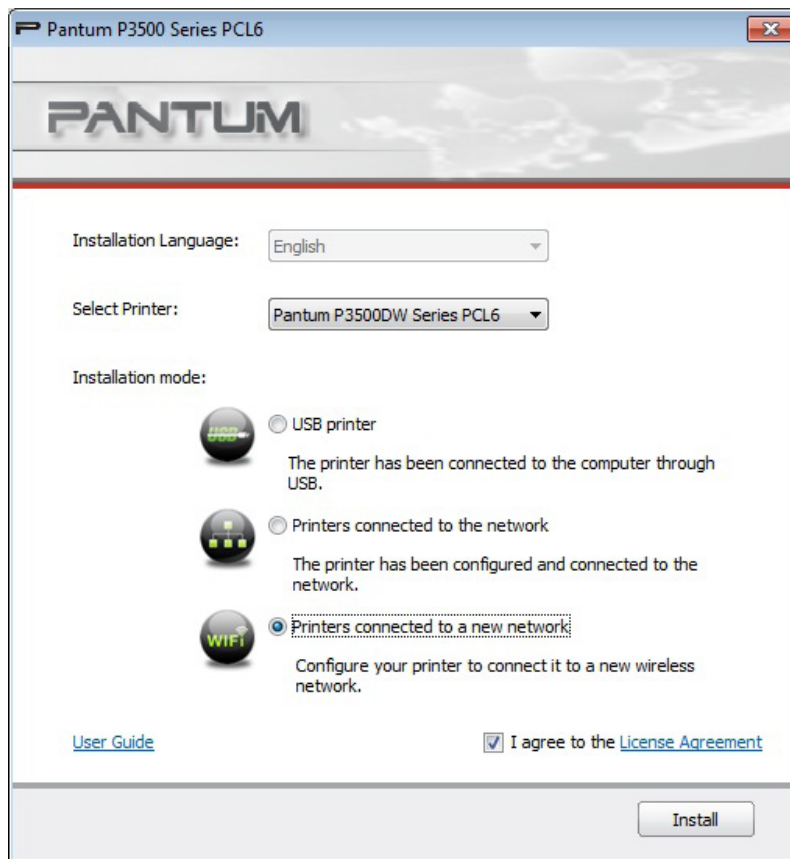 Pantum P3500 Series PCL6
PANTUM
Installation Language:
English
Select Printer:
Pantum P3500DW Series PCL6
Installation mode:
USB
USB printer
The printer has been connected to the computer through
USB.
Printers connected to the network
The printer has been configured and connected to the
network.
WIFI
Printers connected to a new network
Configure your printer to connect it to a new wireless
network.
User Guide
I agree to the License Agreement
Install